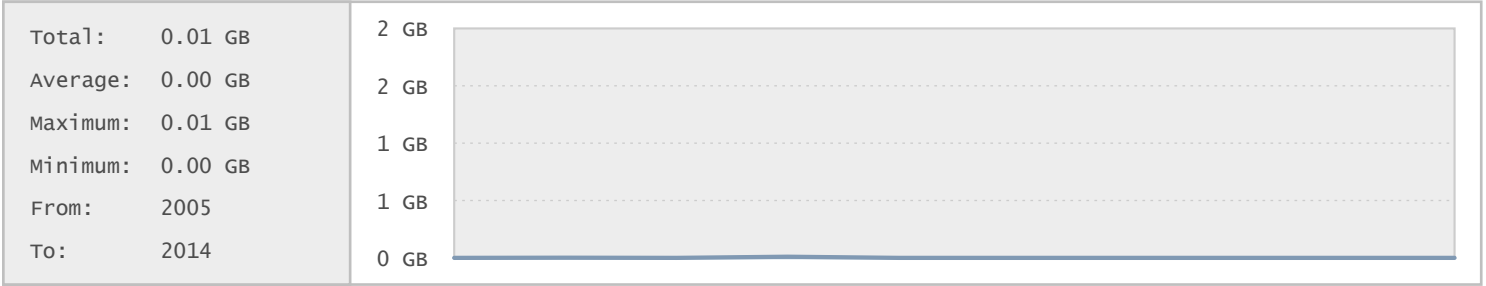 Total: 0.01 GB
Average: 0.00 GB
Maximum: 0.01 GB
Minimum: 0.00 GB
From: 2005
To: 2014
2 GB
2 GB
1 GB
1 GB
0 GB